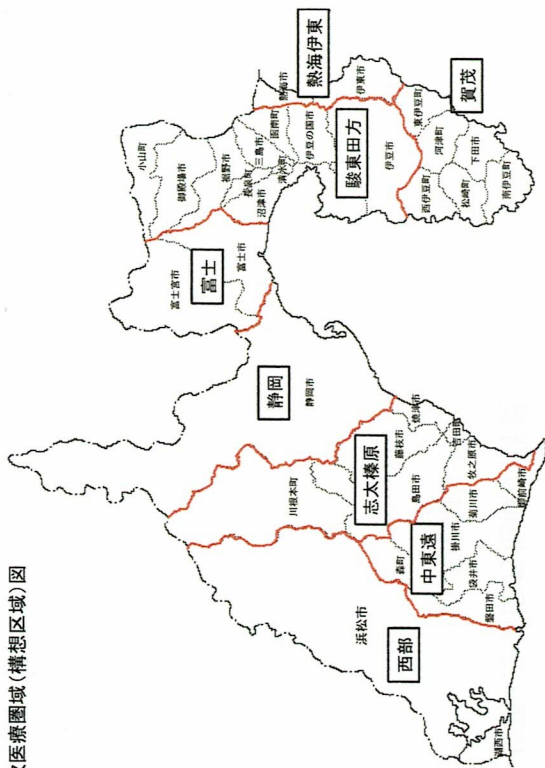 医療圏域（構想区域）図
熱海伊東
賀茂
駿東田方
富士
静岡
志太榛原
中東遠
西部
小山町
御殿場市
裾野市
長泉町
三島市
清水町
沼津市
函南町
熱海市
伊豆の国市
伊東市
伊豆市
東伊豆町
河津町
西伊豆町
松崎町
下田市
南伊豆町
富士宮市
富士市
静岡市
川根本町
藤枝市
焼津市
島田市
吉田町
牧之原市
御前崎市
菊川市
掛川市
森町
袋井市
磐田市
浜松市
湖西市